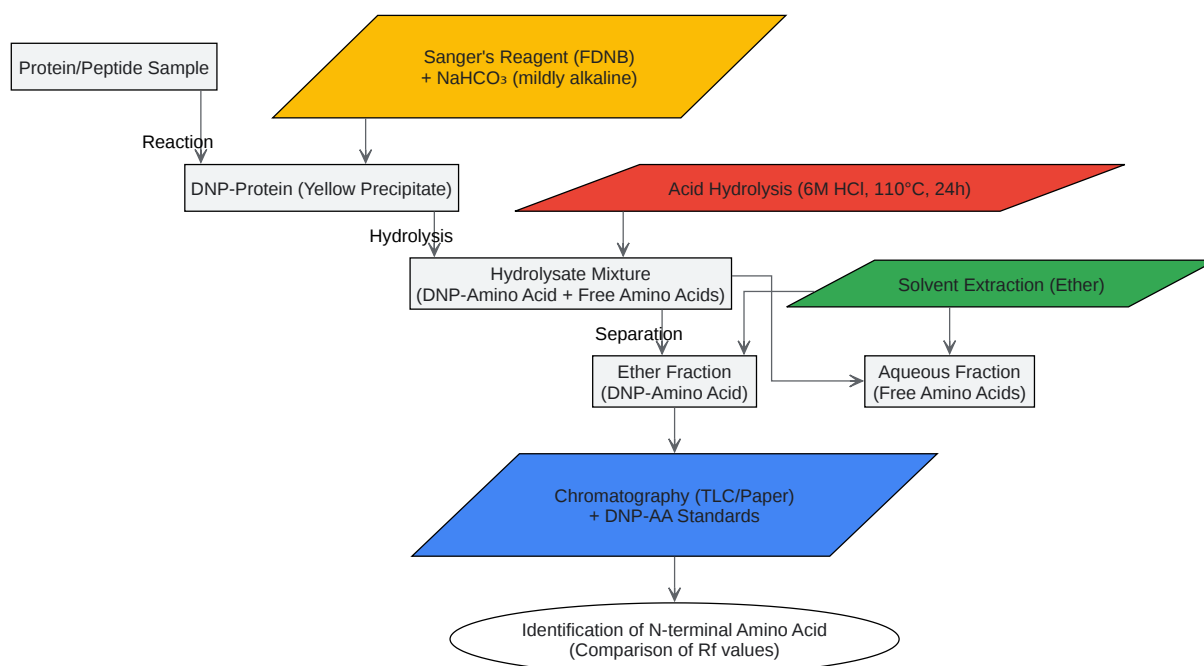 Protein/Peptide Sample
Sanger's Reagent (FDNB)
+ NaHCO₃ (mildly alkaline)
Reaction
DNP-Protein (Yellow Precipitate)
Acid Hydrolysis (6M HCl, 110°C, 24h)
Hydrolysis
Hydrolysate Mixture
(DNP-Amino Acid + Free Amino Acids)
Solvent Extraction (Ether)
Separation
Ether Fraction
(DNP-Amino Acid)
Aqueous Fraction
(Free Amino Acids)
Chromatography (TLC/Paper)
+ DNP-AA Standards
Identification of N-terminal Amino Acid
(Comparison of Rf values)